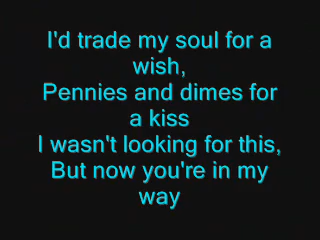 I'd trade my soul for a
wish,
Pennies and dimes for
a kiss
I wasn't looking for this,
But now you're in my
way